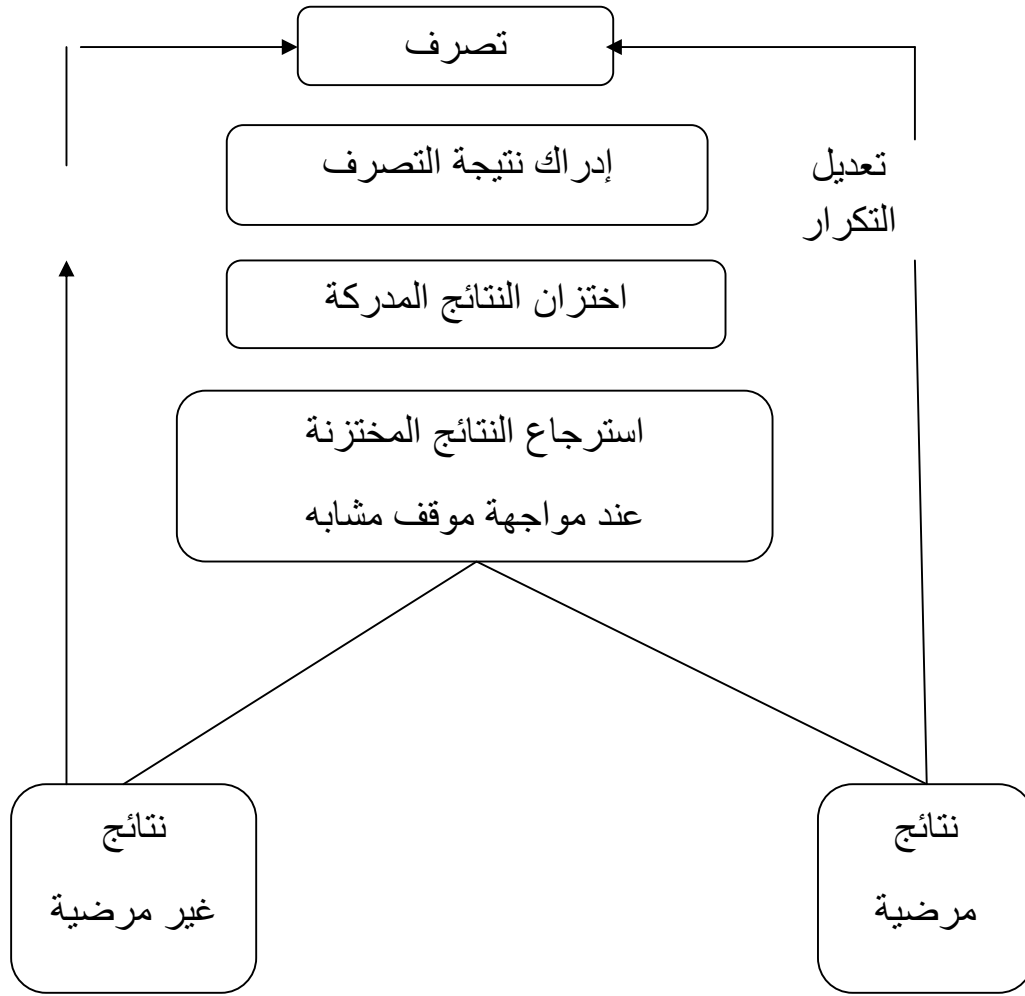 تصرف
إدراك نتيجة التصرف
تعديل
التكرار
اختزان النتائج المدركة
استرجاع النتائج المختزنة
عند مواجهة موقف مشابه
نتائج
مرضية
نتائج
غير مرضية